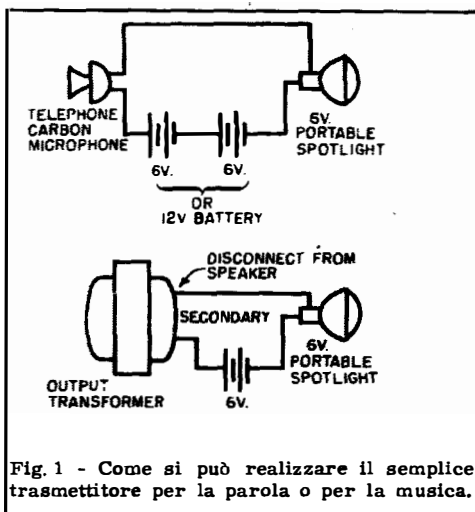 TELEPHONE
CARBON
MICROPHONE
6V.
6V.
OR
12V BATTERY
6V.
PORTABLE
SPOTLIGHT
DISCONNECT FROM
SPEAKER
SECONDARY
OUTPUT
TRANSFORMER
6V.
6V.
PORTABLE
SPOTLIGHT
Fig. 1 - Come si può realizzare il semplice
trasmettitore per la parola o per la musica.